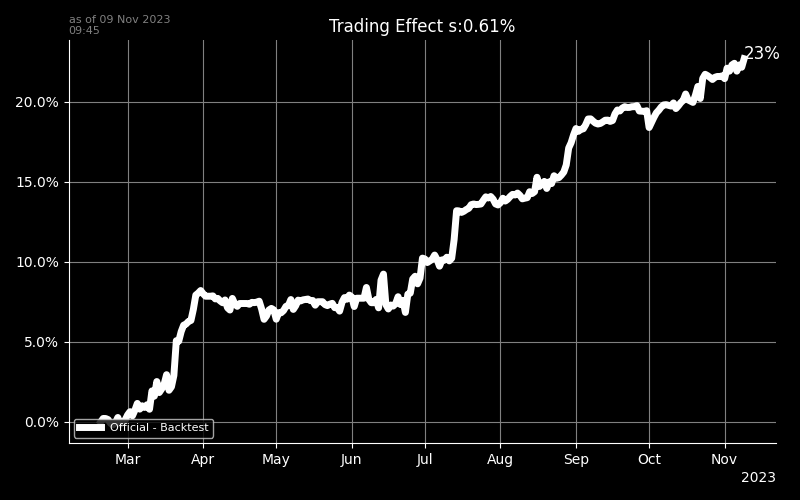 as of 09 Nov 2023
09:45
Trading Effect s:0.61%
23%
20.0%
15.0%
10.0%
5.0%
0.0%
Official - Backtest
Mar Apr May Jun Jul Aug Sep Oct Nov
2023